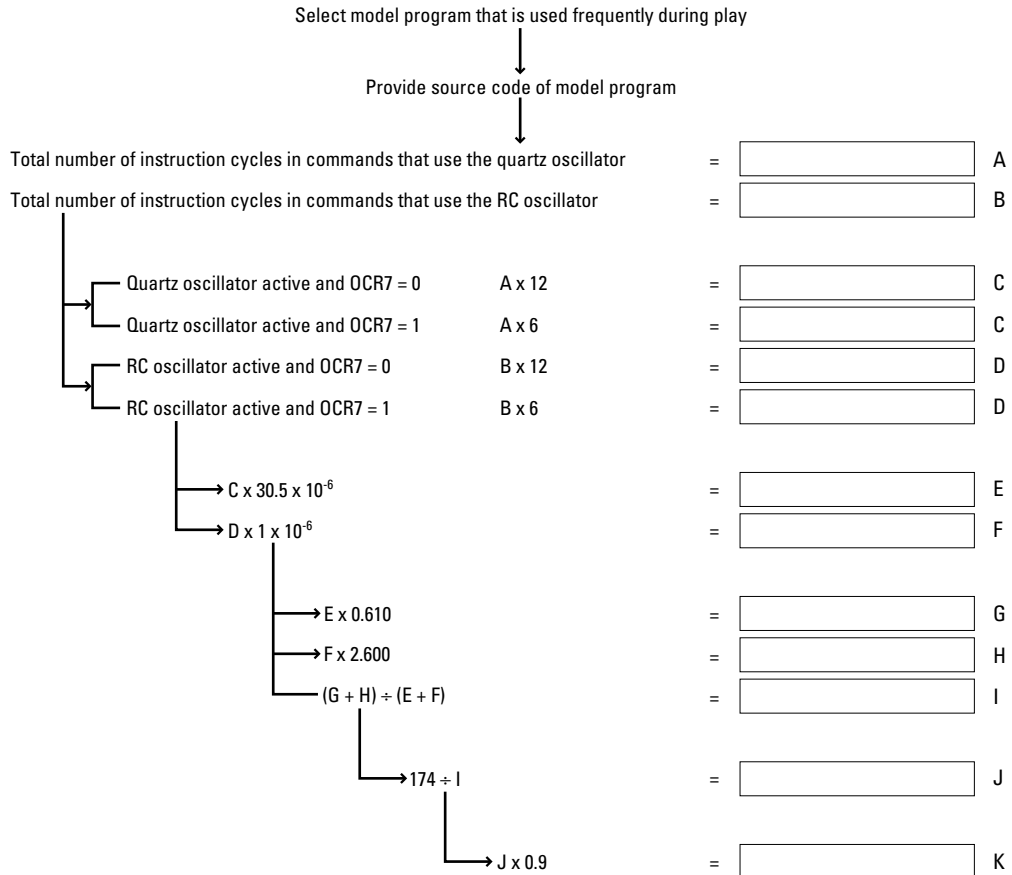 Select model program that is used frequently during play
Provide source code of model program
Total number of instruction cycles in commands that use the quartz oscillator = A
Total number of instruction cycles in commands that use the RC oscillator = B
Quartz oscillator active and OCR7 = 0 A x 12 = C
Quartz oscillator active and OCR7 = 1 A x 6 = C
RC oscillator active and OCR7 = 0 B x 12 = D
RC oscillator active and OCR7 = 1 B x 6 = D
C x 30.5 x 10⁻⁶ = E
D x 1 x 10⁻⁶ = F
E x 0.610 = G
F x 2.600 = H
(G + H) ÷ (E + F) = I
174 ÷ I = J
J x 0.9 = K